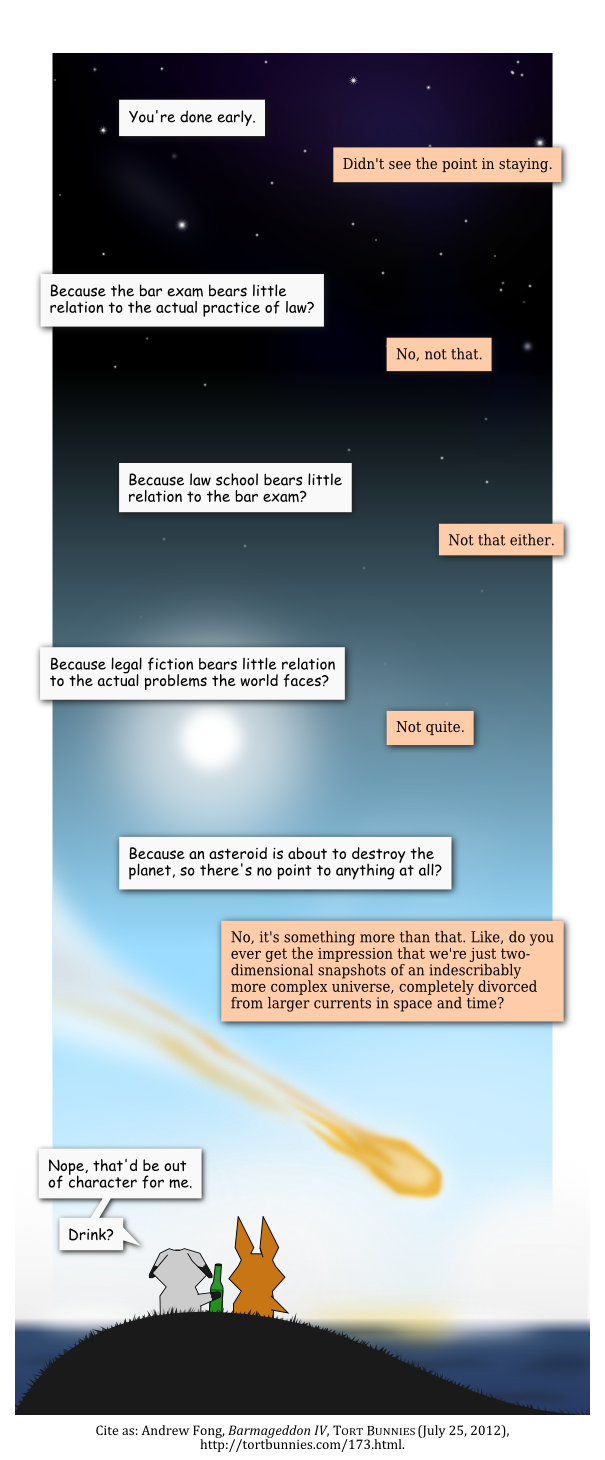 You're done early.
Didn't see the point in staying.
Because the bar exam bears little
relation to the actual practice of law?
No, not that.
Because law school bears little
relation to the bar exam?
Not that either.
Because legal fiction bears little relation
to the actual problems the world faces?
Not quite.
Because an asteroid is about to destroy the
planet, so there's no point to anything at all?
No, it's something more than that. Like, do you
ever get the impression that we're just two-
dimensional snapshots of an indescribably
more complex universe, completely divorced
from larger currents in space and time?
Nope, that'd be out
of character for me.
Drink?
Cite as: Andrew Fong, Barmageddon IV, TORT BUNNIES (July 25, 2012),
http://tortbunnies.com/173.html.